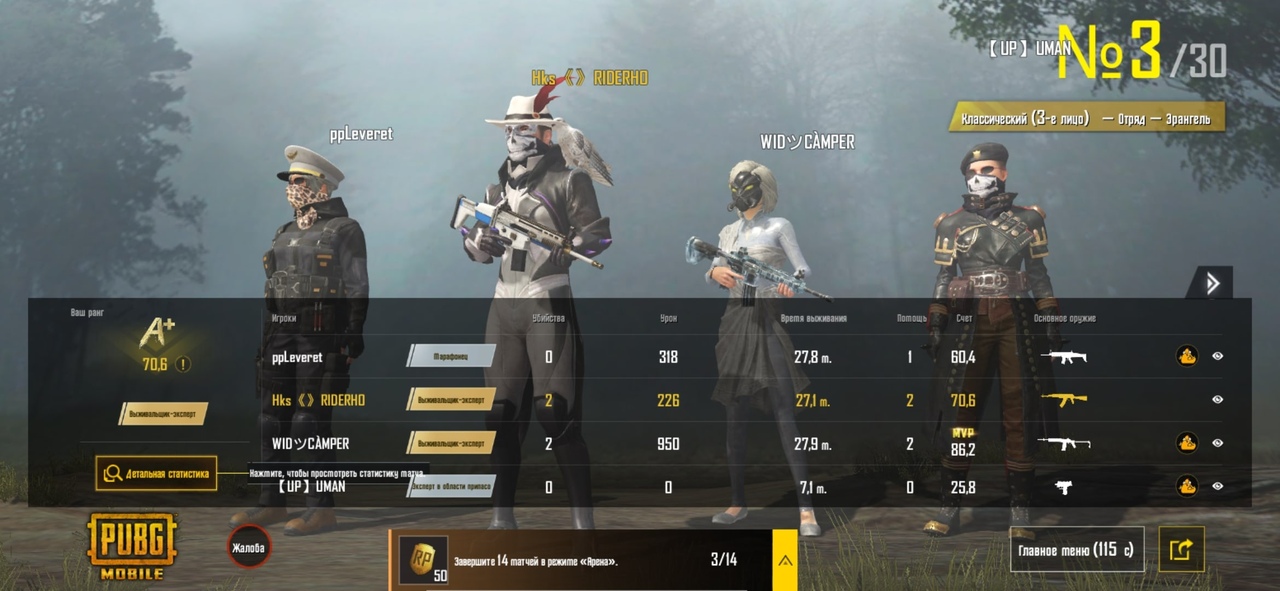 【 UP 】 UMAN
№3/30
Hks 《》 RIDERHO
Классический (3-е лицо) — Отряд — Эрангель
ppLeveret
WIDツCÀMPER
Ваш ранг
Игроки Убийства Урон Время выживания Помощь Счет Основное оружие
A+
70,6 !
ppLeveret Марафонец 0 318 27,8 m. 1 60,4
Hks 《》 RIDERHO Выживальщик-эксперт 2 226 27,1 m. 2 70,6
Выживальщик-эксперт
MVP
WIDツCÀMPER Выживальщик-эксперт 2 950 27,9 m. 2 86,2
Детальная статистика
Нажмите, чтобы просмотреть статистику матча
【 UP 】 UMAN Эксперт в области припасо 0 0 7,1 m. 0 25,8
PUBG
MOBILE
Жалоба
RP
50
Завершите 14 матчей в режиме «Арена». 3/14
Главное меню (115 с)